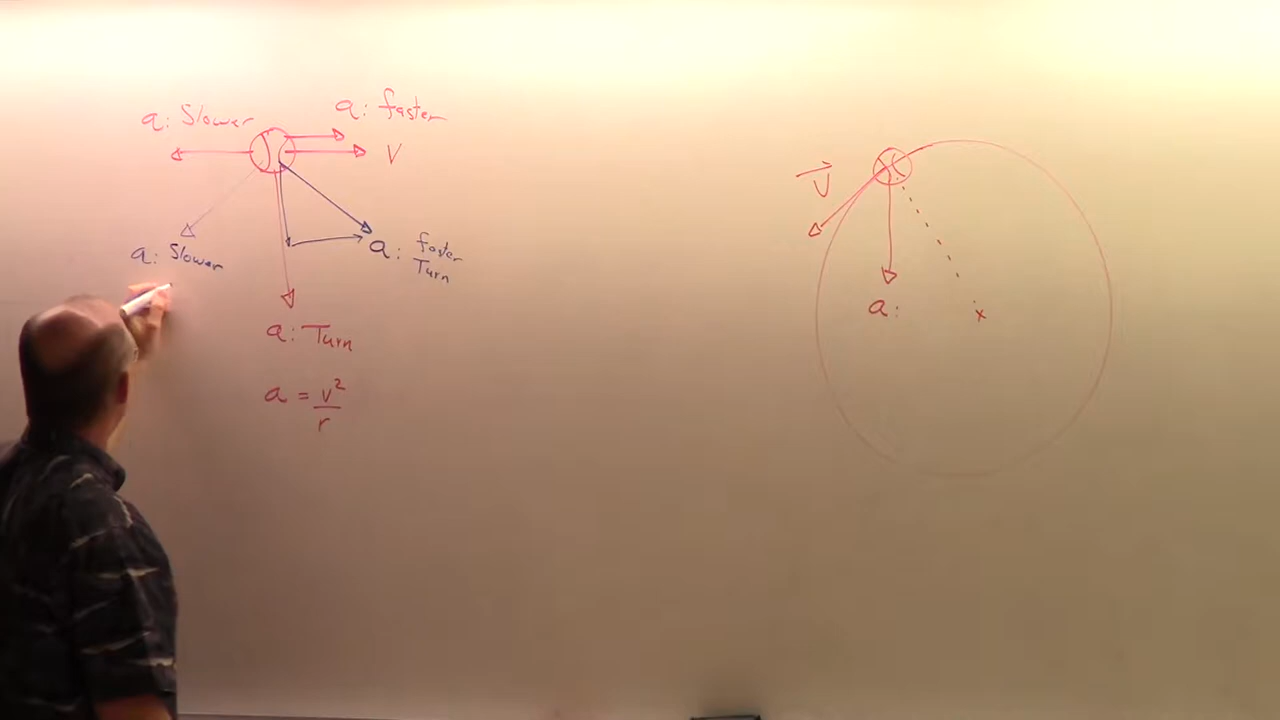 a: Slower
a: faster
V
a: Slower
a: faster
Turn
a: Turn
a = v²/r
V
a:
x